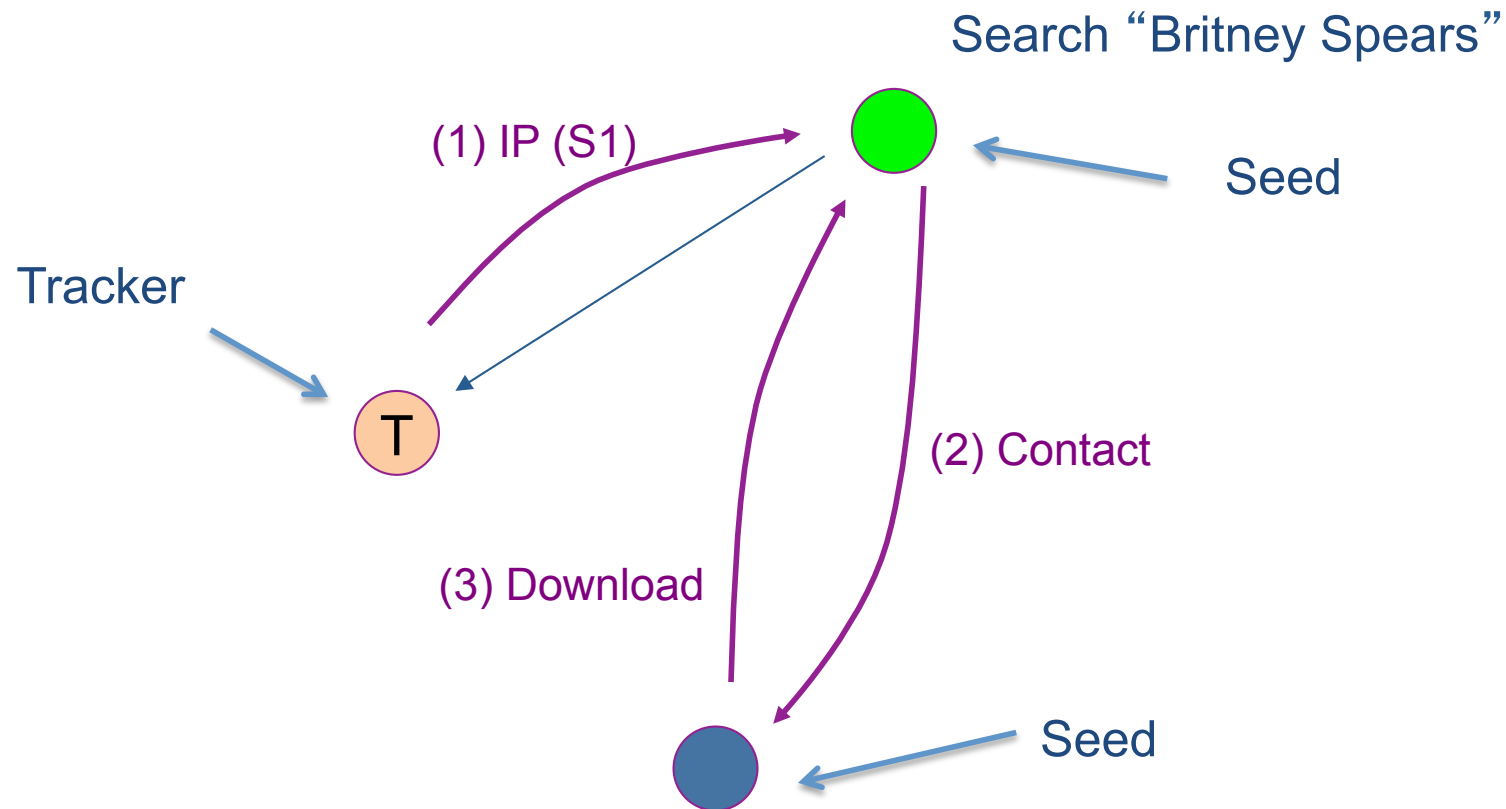 Search “Britney Spears”
(1) IP (S1)
Seed
Tracker
T
(2) Contact
(3) Download
Seed